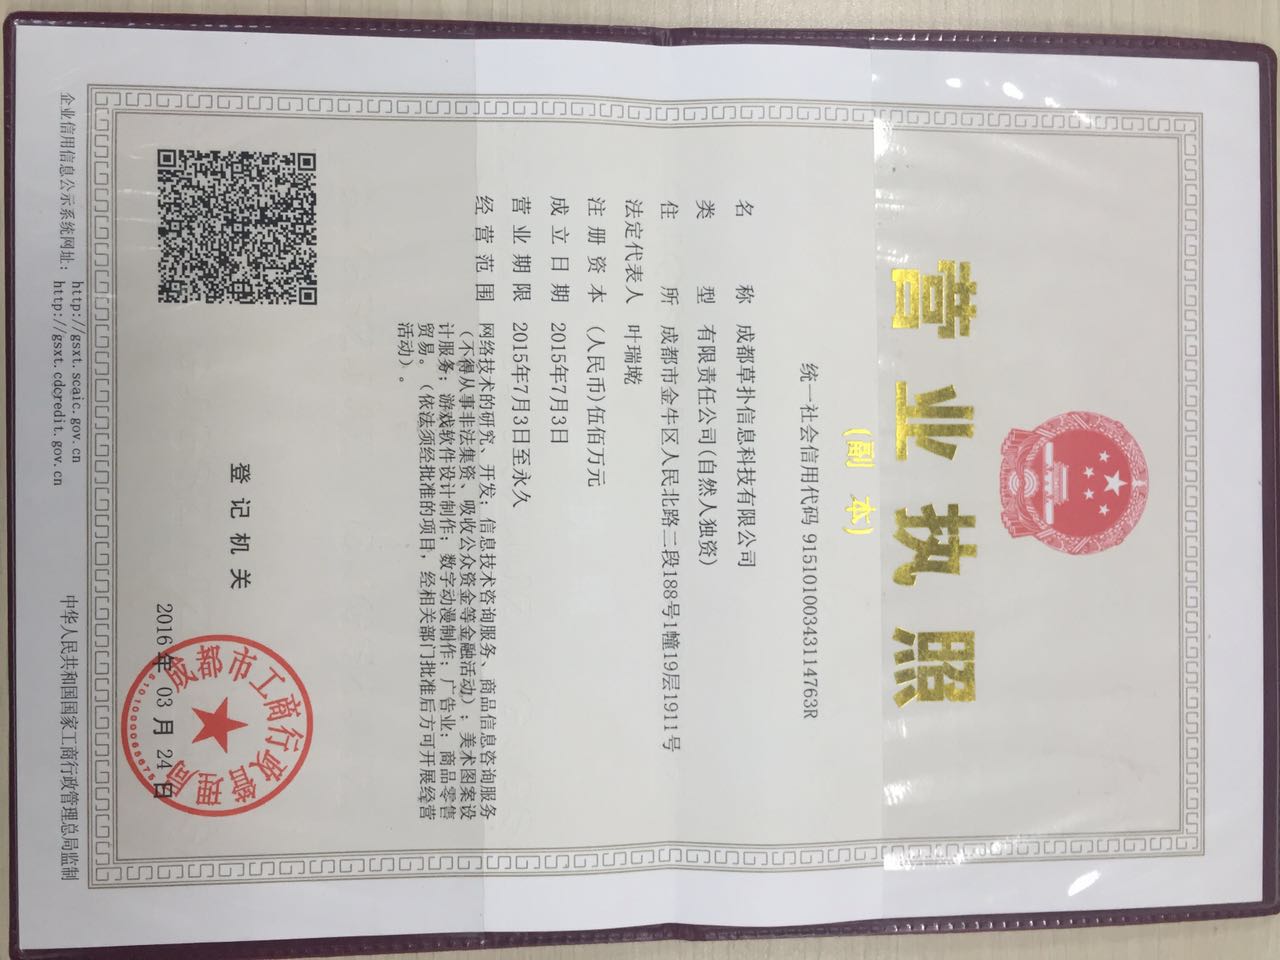 营业执照
(副 本)
统一社会信用代码 91510100343114763R
名 称 成都草扑信息科技有限公司
类 型 有限责任公司(自然人独资)
住 所 成都市金牛区人民北路二段188号1幢19层1911号
法定代表人 叶瑞墘
注册资本 (人民币)伍佰万元
成立日期 2015年7月3日
营业期限 2015年7月3日至永久
经营范围 网络技术的研究、开发；信息技术咨询服务、商品信息咨询服务
（不得从事非法集资、吸收公众资金等金融活动）；美术图案设
计服务；游戏软件设计制作；数字动漫制作；广告业；商品零售
贸易。（依法须经批准的项目，经相关部门批准后方可开展经营
活动）。
登记机关
成都市工商行政管理局
2016年 03月 24日
企业信用信息公示系统网址：http://gsxt.scaic.gov.cn
http://gsxt.cdcredit.gov.cn
中华人民共和国国家工商行政管理总局监制